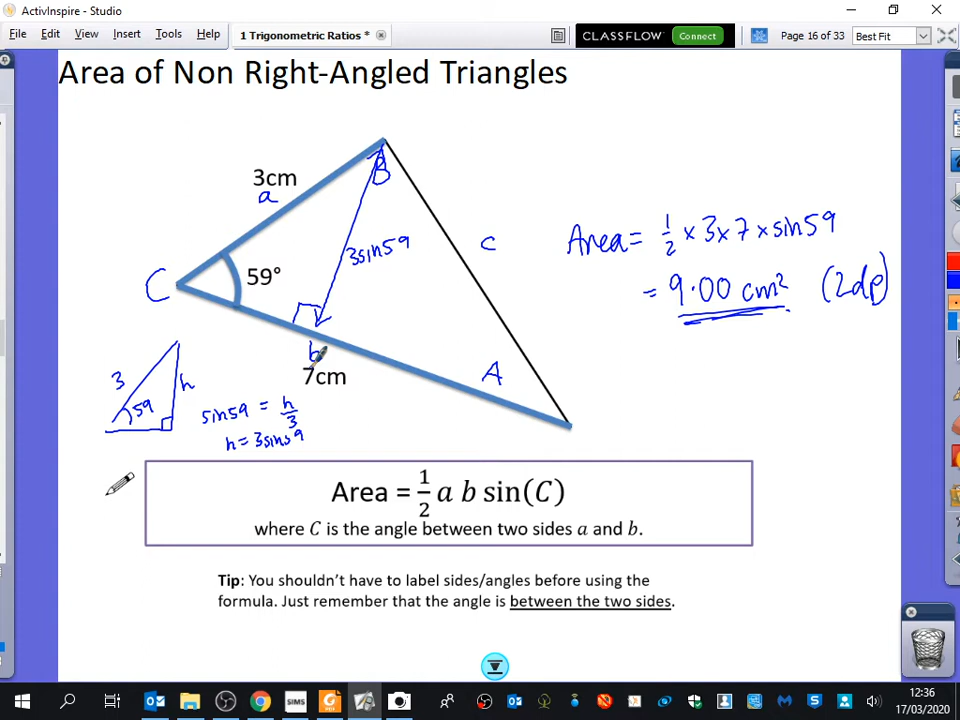 ActivInspire - Studio
File Edit View Insert Tools Help
1 Trigonometric Ratios *
CLASSFLOW Connect
Page 16 of 33
Best Fit
Area of Non Right-Angled Triangles
3cm
a
B
C
59°
3sin59
c
b
7cm
A
Area = 1/2 × 3 × 7 × sin59
= 9.00 cm² (2dp)
3
h
59
sin59 = h/3
h = 3sin59
Area = 1/2 a b sin(C)
where C is the angle between two sides a and b.
Tip: You shouldn't have to label sides/angles before using the
formula. Just remember that the angle is between the two sides.
SIMS
12:36
17/03/2020